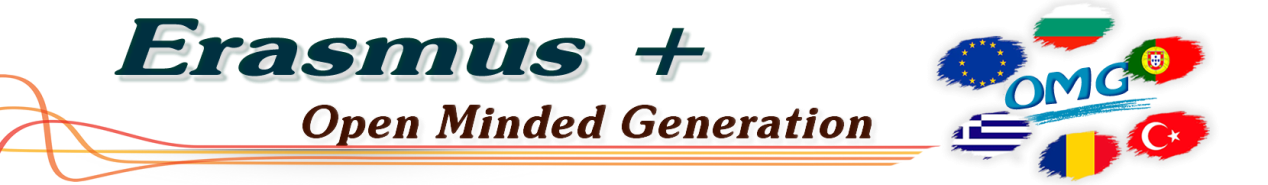 Erasmus +
Open Minded Generation
OMG